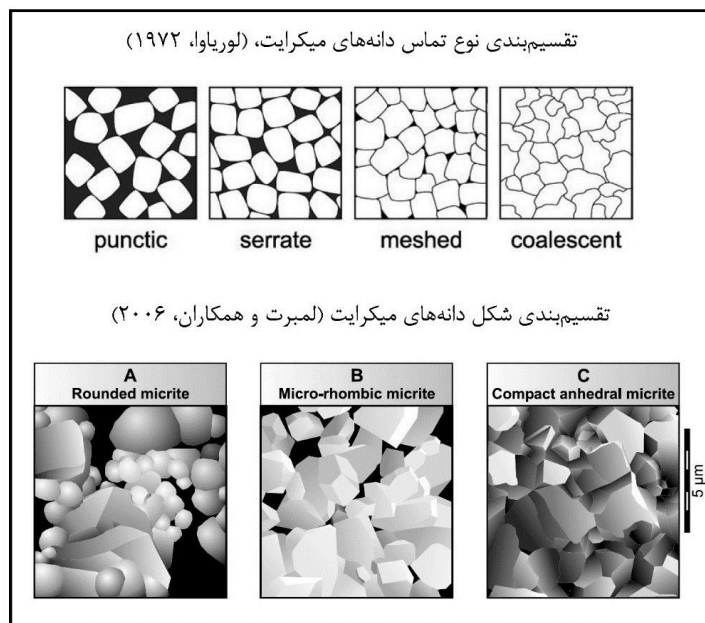 تقسیم‌بندی نوع تماس دانه‌های میکرایت، (لوریاوا، ۱۹۷۲)
punctic serrate meshed coalescent
تقسیم‌بندی شکل دانه‌های میکرایت (لمبرت و همکاران، ۲۰۰۶)
A B C
Rounded micrite Micro-rhombic micrite Compact anhedral micrite
5 µm